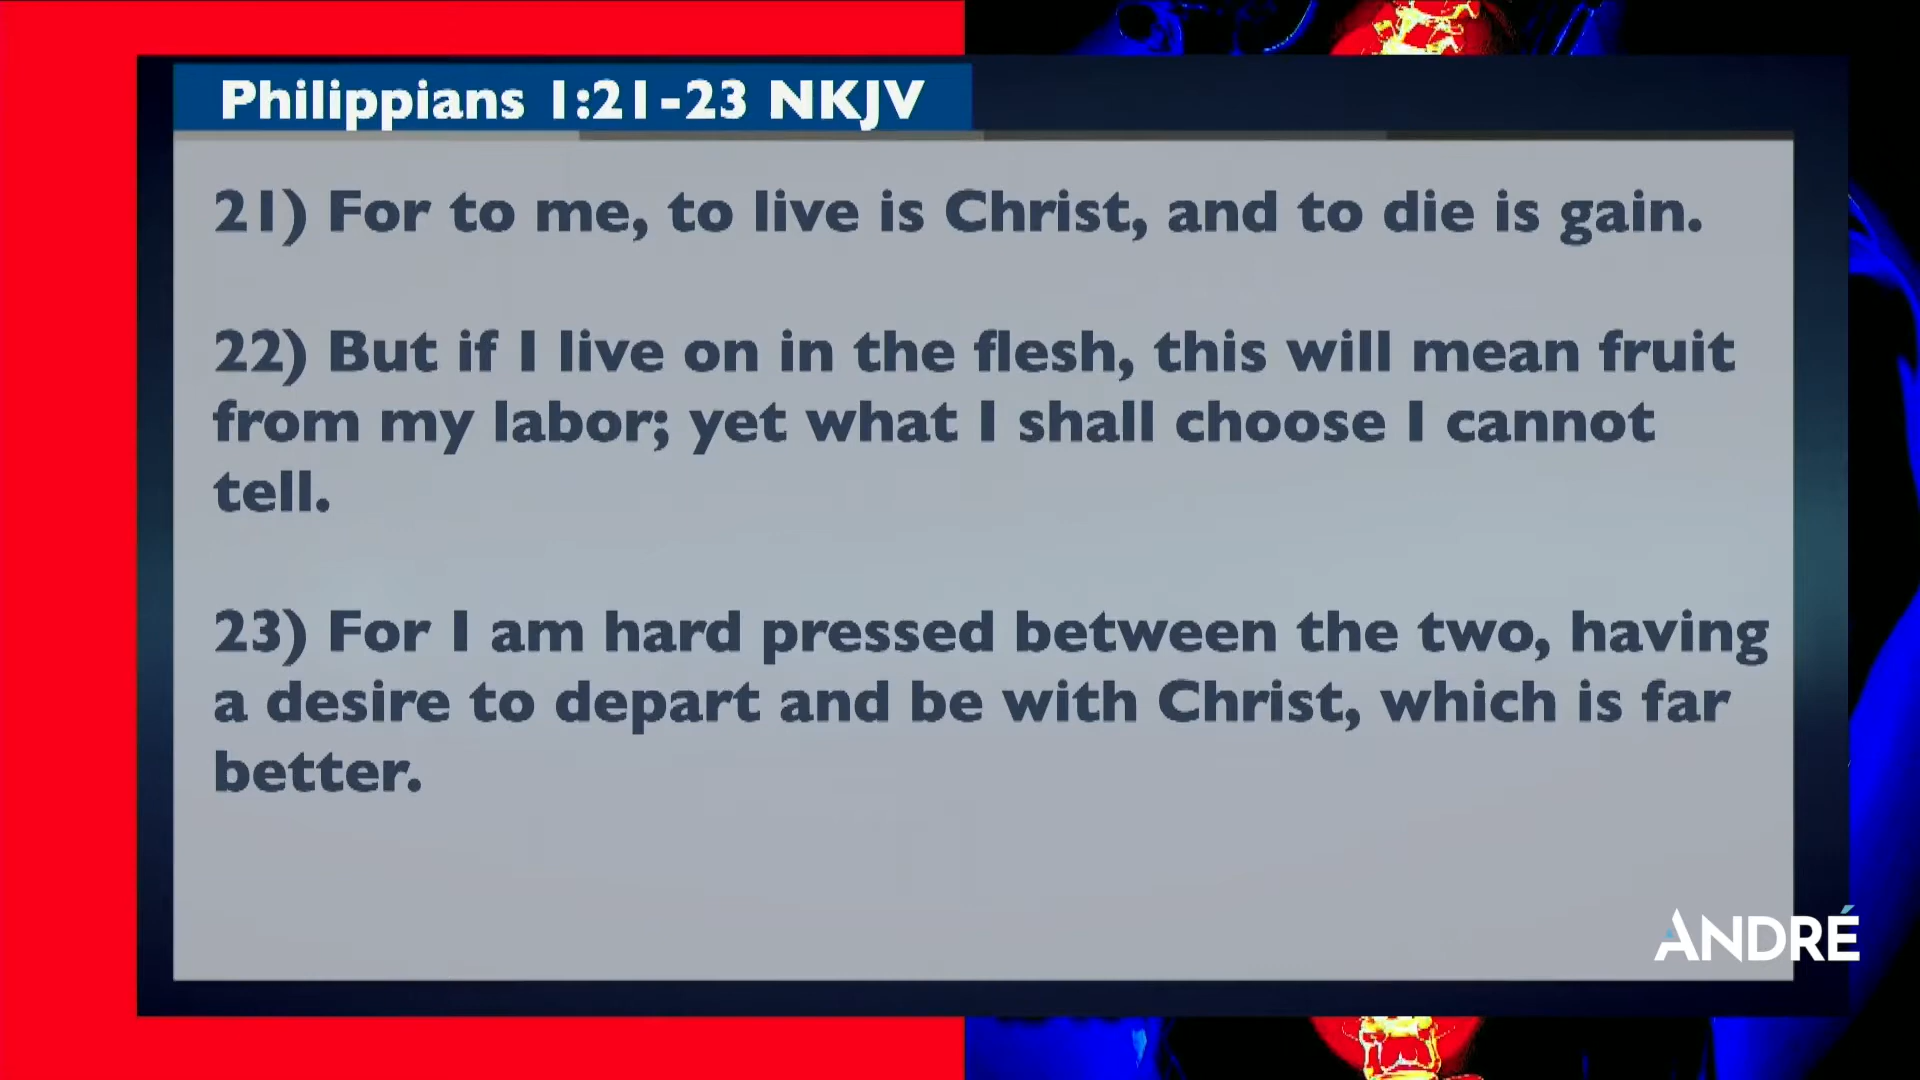 Philippians 1:21-23 NKJV
21) For to me, to live is Christ, and to die is gain.
22) But if I live on in the flesh, this will mean fruit
from my labor; yet what I shall choose I cannot
tell.
23) For I am hard pressed between the two, having
a desire to depart and be with Christ, which is far
better.
ANDRÉ